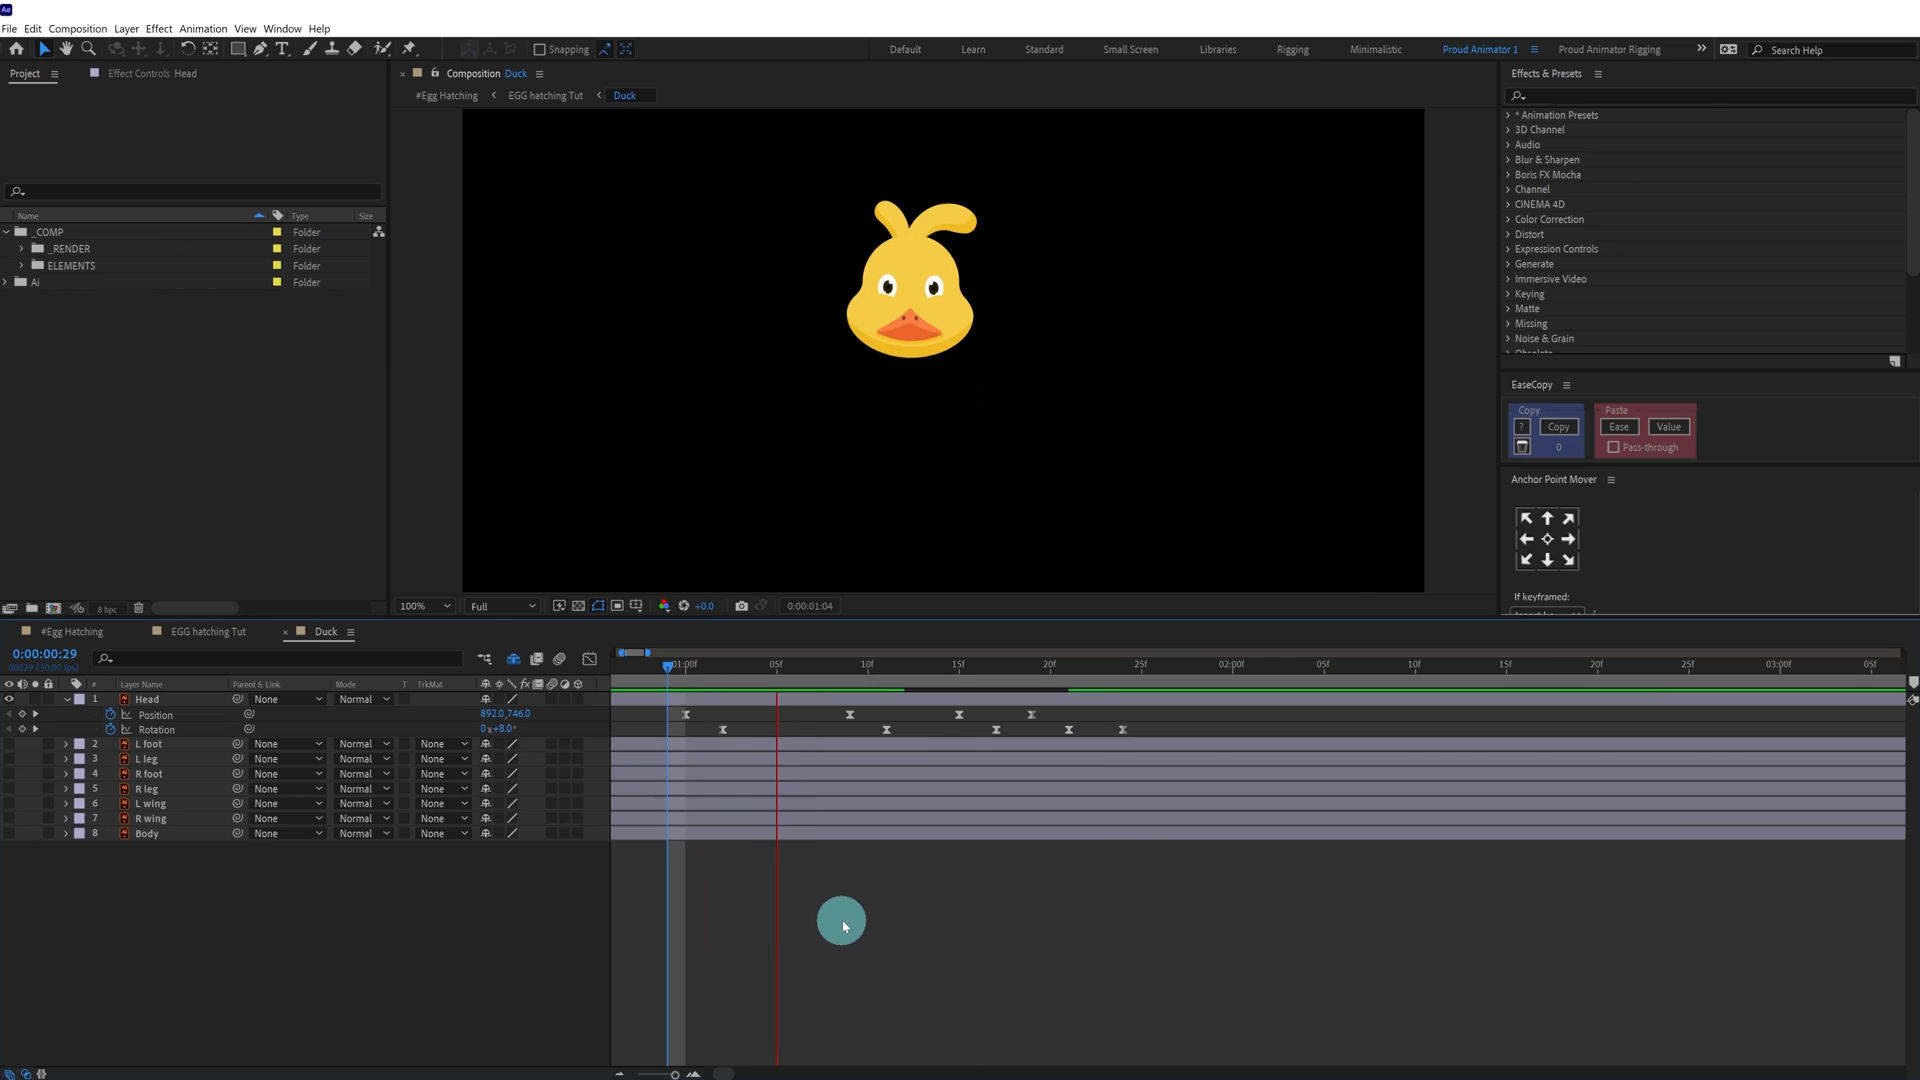 Ae
File Edit Composition Layer Effect Animation View Window Help
Snapping Default Learn Standard Small Screen Libraries Rigging Minimalistic Proud Animator 1 Proud Animator Rigging Search Help
Project Effect Controls Head
Composition Duck
#Egg Hatching EGG hatching Tut Duck
Name Type Size
_COMP Folder
_RENDER Folder
ELEMENTS Folder
Ai Folder
8 bpc
100% Full +0.0 0:00:01:04
Effects & Presets
* Animation Presets
3D Channel
Audio
Blur & Sharpen
Boris FX Mocha
Channel
CINEMA 4D
Color Correction
Distort
Expression Controls
Generate
Immersive Video
Keying
Matte
Missing
Noise & Grain
EaseCopy
Copy Paste
? Copy Ease Value
0 Pass-through
Anchor Point Mover
If keyframed:
#Egg Hatching EGG hatching Tut Duck
0:00:00:29
00029 (30.00 fps)
01:00f 05f 10f 15f 20f 25f 02:00f 05f 10f 15f 20f 25f 03:00f 05f
# Layer Name Parent & Link Mode T TrkMat fx
1 Head None Normal
Position 892.0,746.0
Rotation 0x+8.0°
2 L foot None Normal None
3 L leg None Normal None
4 R foot None Normal None
5 R leg None Normal None
6 L wing None Normal None
7 R wing None Normal None
8 Body None Normal None